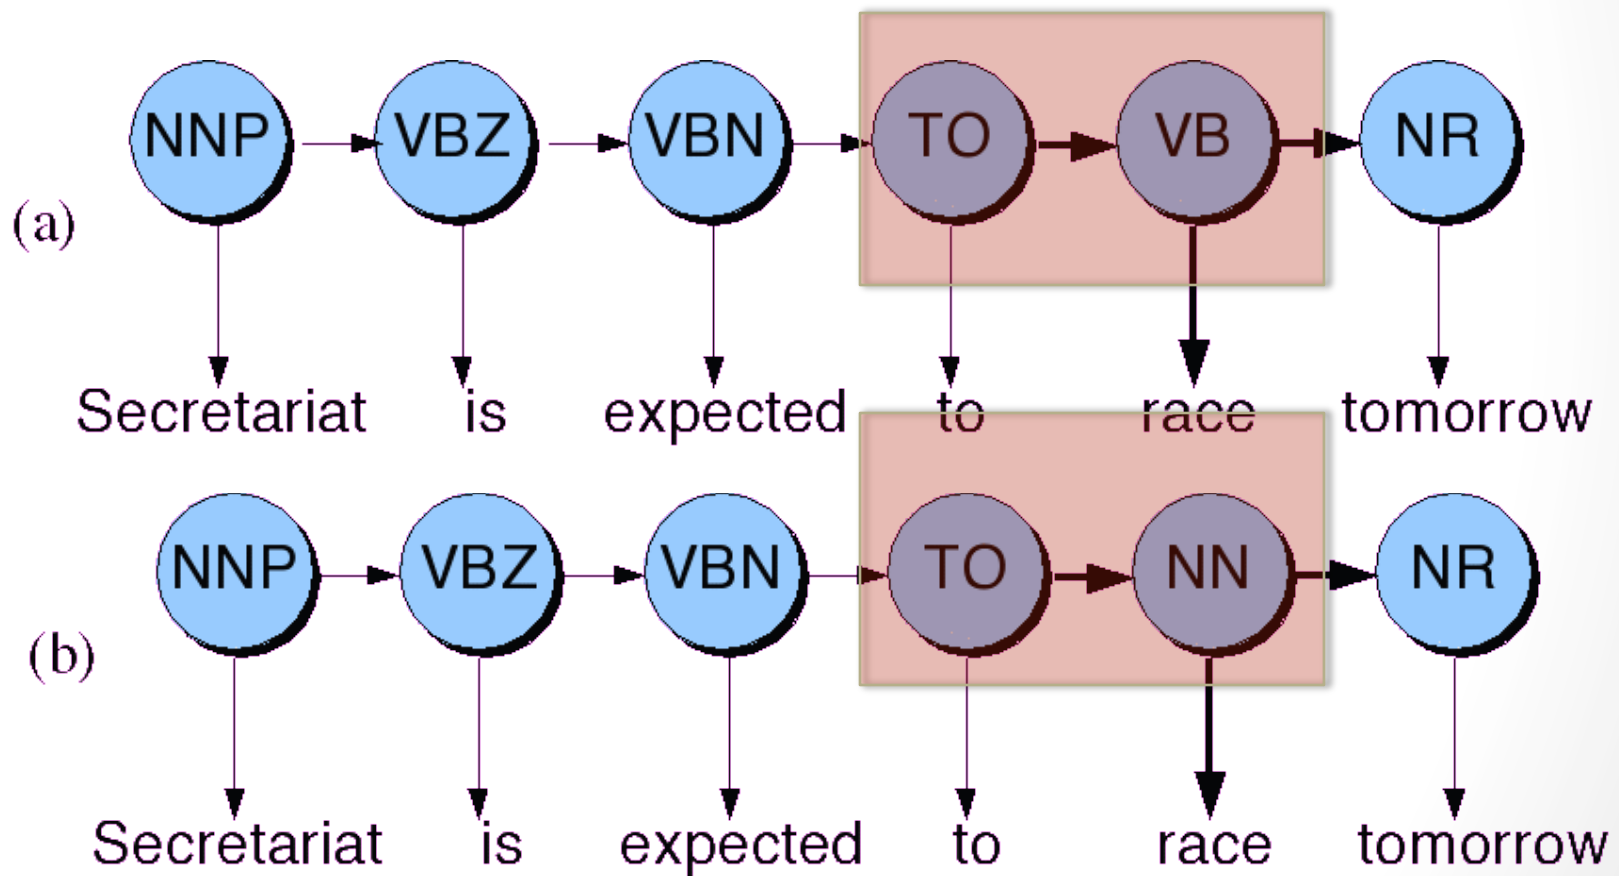 NNP VBZ VBN TO VB NR
(a)
Secretariat is expected to race tomorrow
NNP VBZ VBN TO NN NR
(b)
Secretariat is expected to race tomorrow